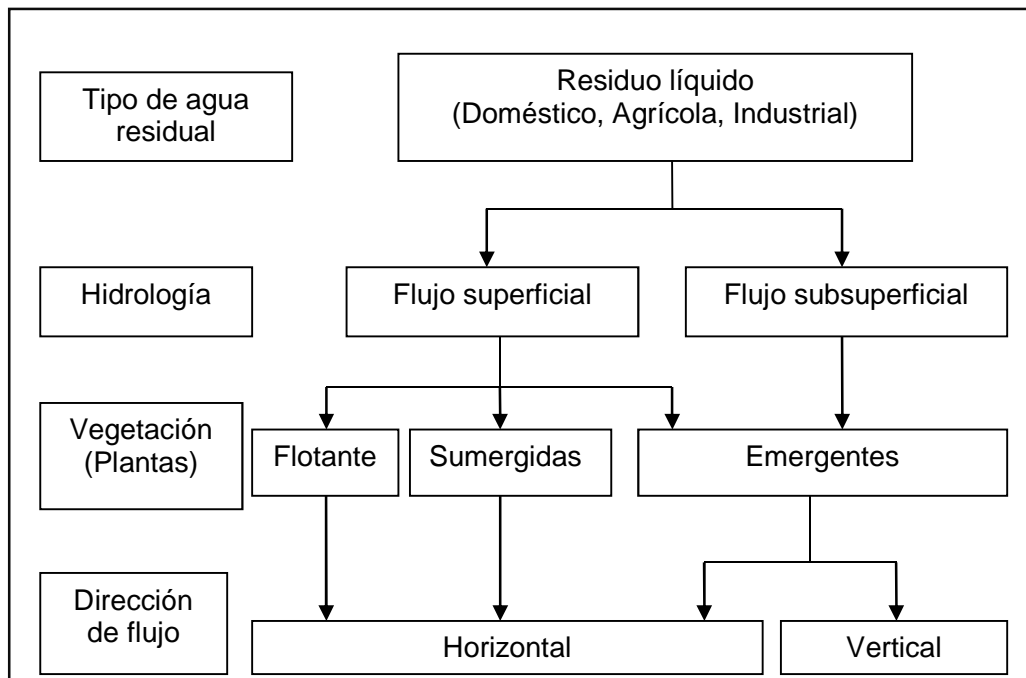 Tipo de agua
residual
Residuo líquido
(Doméstico, Agrícola, Industrial)
Hidrología
Flujo superficial
Flujo subsuperficial
Vegetación
(Plantas)
Flotante
Sumergidas
Emergentes
Dirección
de flujo
Horizontal
Vertical